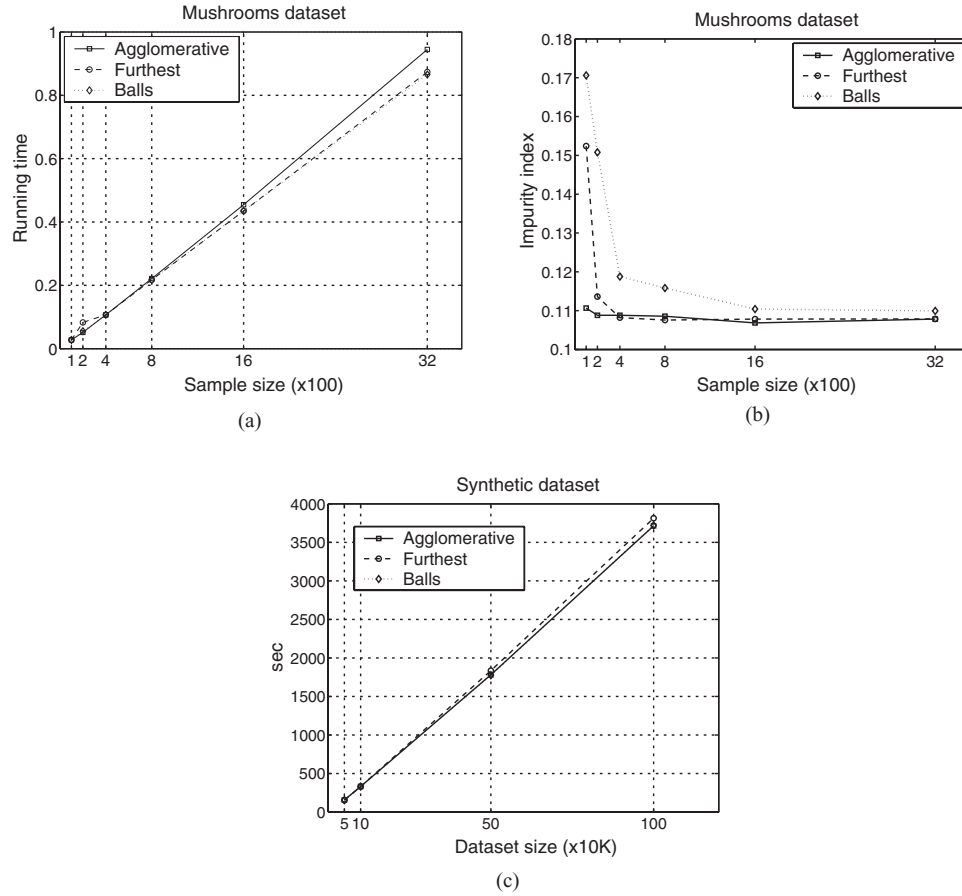 Mushrooms dataset
1
0.8
0.6
0.4
0.2
0
Running time
Agglomerative
Furthest
Balls
1 2 4 8 16 32
Sample size (x100)
(a)
Mushrooms dataset
0.18
0.17
0.16
0.15
0.14
0.13
0.12
0.11
0.1
Impurity index
Agglomerative
Furthest
Balls
1 2 4 8 16 32
Sample size (x100)
(b)
Synthetic dataset
4000
3500
3000
2500
2000
1500
1000
500
0
sec
Agglomerative
Furthest
Balls
5 10 50 100
Dataset size (x10K)
(c)